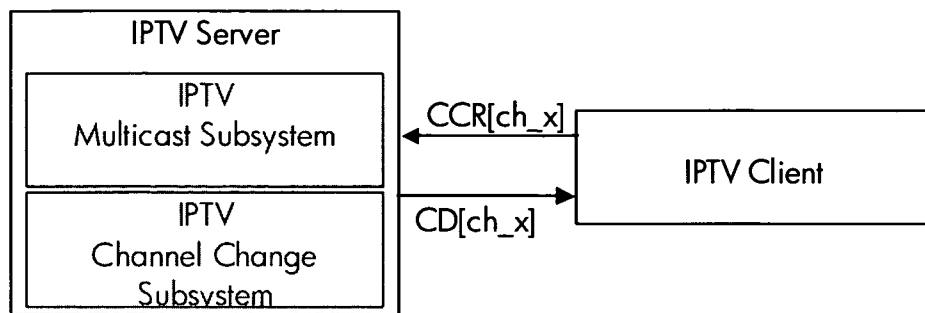 IPTV Server
IPTV
Multicast Subsystem
IPTV
Channel Change
Subsystem
CCR[ch_x]
CD[ch_x]
IPTV Client